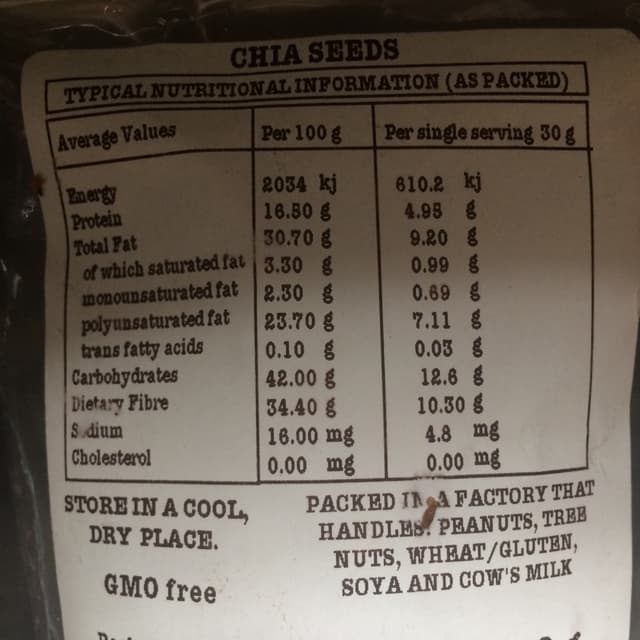 CHIA SEEDS
TYPICAL NUTRITIONAL INFORMATION (AS PACKED)
Average Values Per 100 g Per single serving 30 g
Energy 2034 kj 610.2 kj
Protein 16.50 g 4.95 g
Total Fat 30.70 g 9.20 g
of which saturated fat 3.30 g 0.99 g
monounsaturated fat 2.30 g 0.69 g
polyunsaturated fat 23.70 g 7.11 g
trans fatty acids 0.10 g 0.03 g
Carbohydrates 42.00 g 12.6 g
Dietary Fibre 34.40 g 10.30 g
Sodium 16.00 mg 4.8 mg
Cholesterol 0.00 mg 0.00 mg
STORE IN A COOL,
DRY PLACE.
GMO free
PACKED IN A FACTORY THAT
HANDLES: PEANUTS, TREE
NUTS, WHEAT/GLUTEN,
SOYA AND COW'S MILK